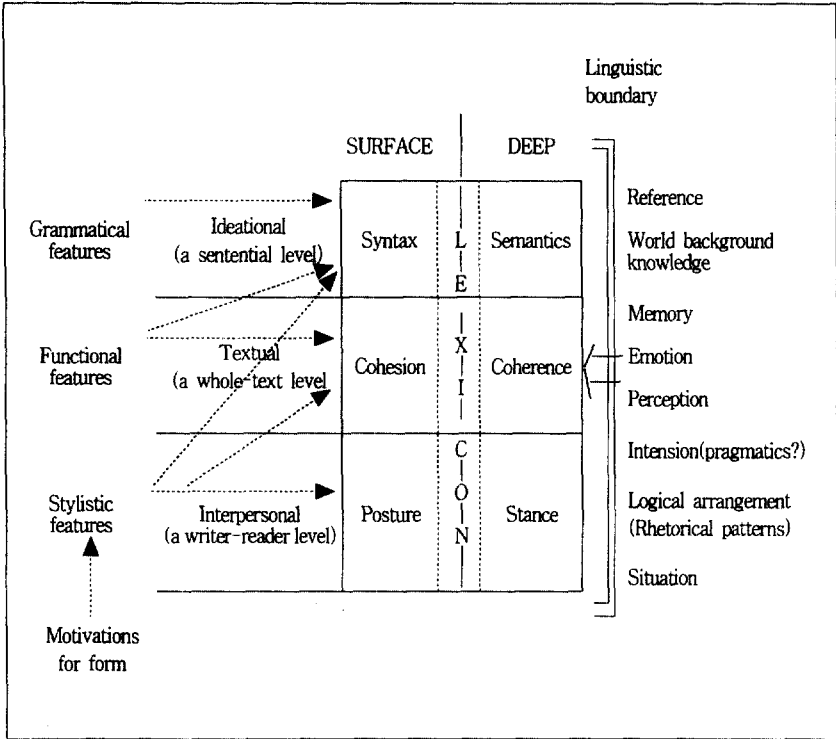 Linguistic
boundary
SURFACE
DEEP
Grammatical
features
Ideational
(a sentential level)
Syntax
L
E
Semantics
Reference
World background
knowledge
Functional
features
Textual
(a whole-text level
Cohesion
X
I
Coherence
Memory
Emotion
Perception
Stylistic
features
Interpersonal
(a writer-reader level)
Posture
C
O
N
Stance
Intension(pragmatics?)
Logical arrangement
(Rhetorical patterns)
Situation
Motivations
for form